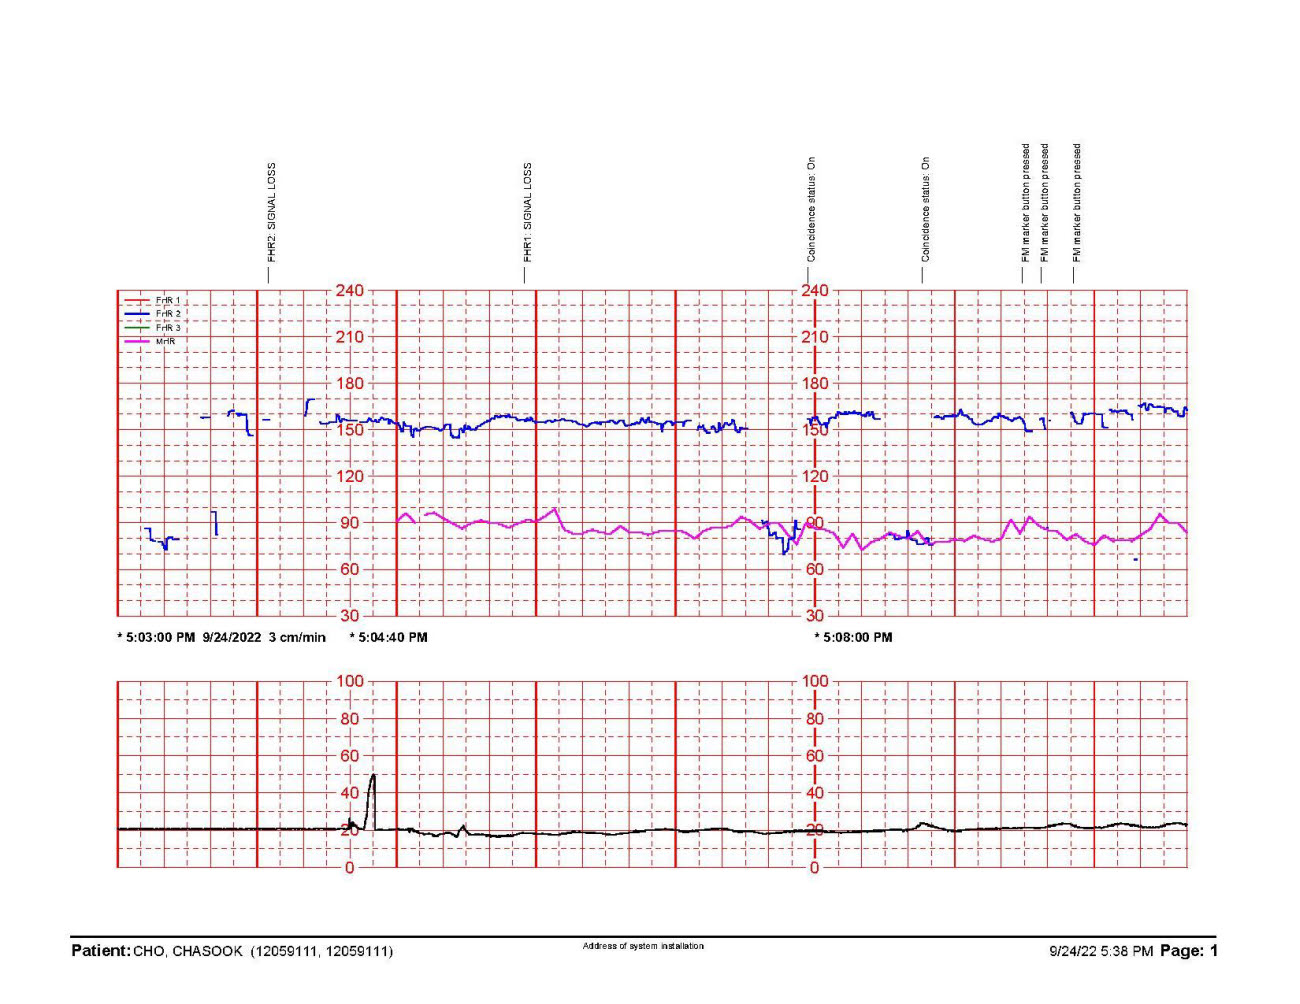 FHR2: SIGNAL LOSS
FHR1: SIGNAL LOSS
Coincidence status: On
Coincidence status: On
FM marker button pressed
FM marker button pressed
FM marker button pressed
FHR 1
FHR 2
FHR 3
MHR
240 240
210 210
180 180
150 150
120 120
90 90
60 60
30 30
* 5:03:00 PM 9/24/2022 3 cm/min * 5:04:40 PM * 5:08:00 PM
100 100
80 80
60 60
40 40
20 20
0 0
Patient: CHO, CHASOOK (12059111, 12059111) Address of system installation 9/24/22 5:38 PM Page: 1